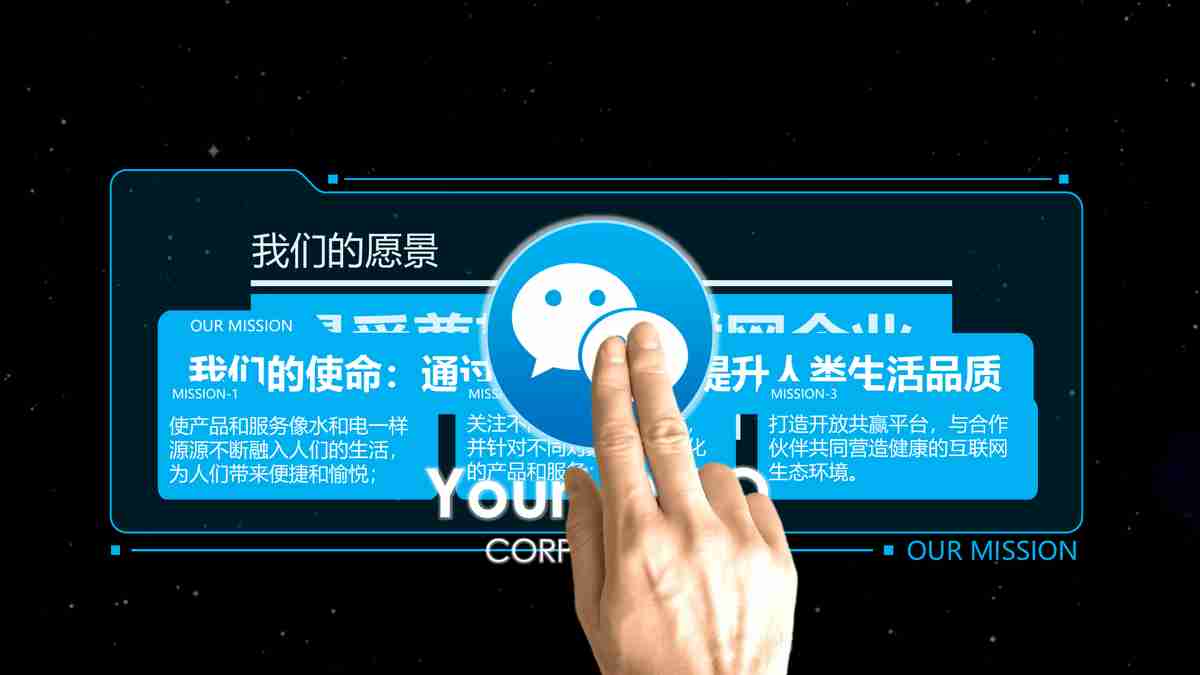 我们的愿景
OUR MISSION
我们的使命：通过 提升人类生活品质
MISSION-1
使产品和服务像水和电一样
源源不断融入人们的生活，
为人们带来便捷和愉悦；
关注不
并针对不同对 化
的产品和服务；
MISSION-3
打造开放共赢平台，与合作
伙伴共同营造健康的互联网
生态环境。
OUR MISSION